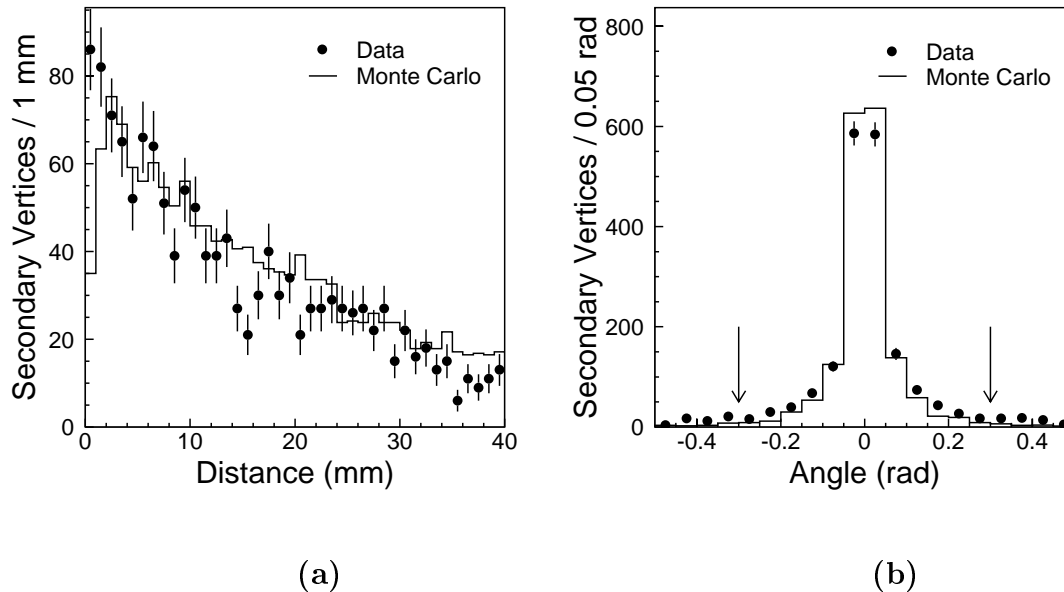 Secondary Vertices / 1 mm
80
60
40
20
0
Data
Monte Carlo
0 10 20 30 40
Distance (mm)
(a)
Secondary Vertices / 0.05 rad
800
600
400
200
0
Data
Monte Carlo
-0.4 -0.2 0 0.2 0.4
Angle (rad)
(b)